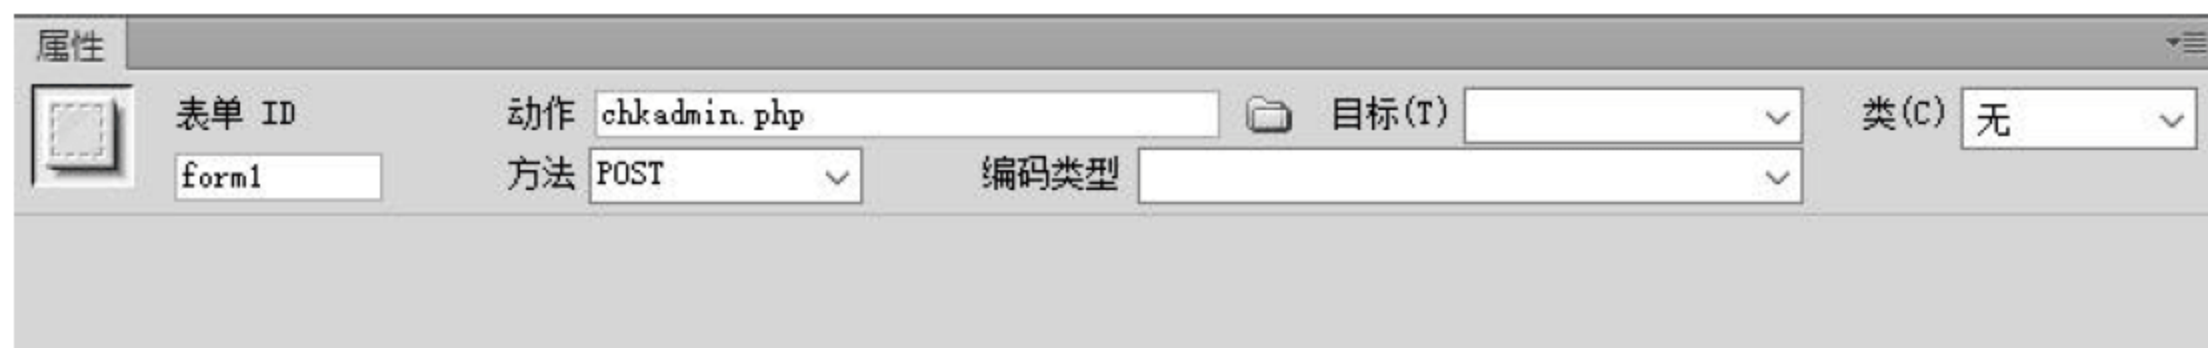 属性
表单 ID 动作 chkadmin.php 目标(T) 类(C) 无
form1 方法 POST 编码类型